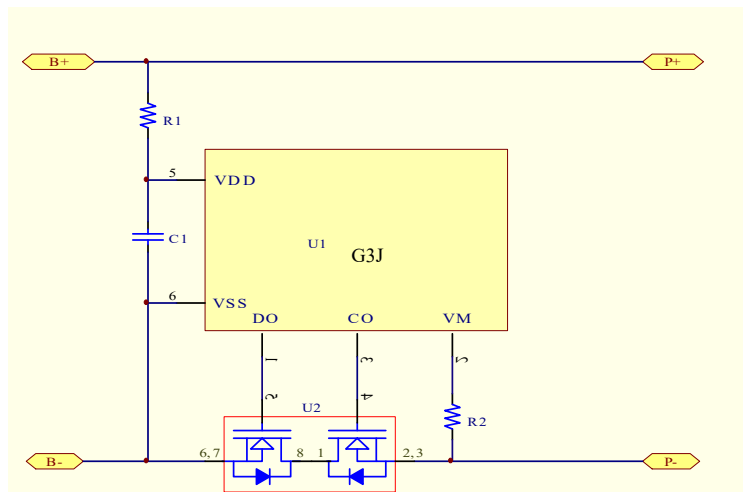 B+
P+
R1
5
VDD
C1
U1
G3J
6
VSS
DO
CO
VM
1
3
2
5
4
U2
R2
B-
6,7
8
1
2,3
P-